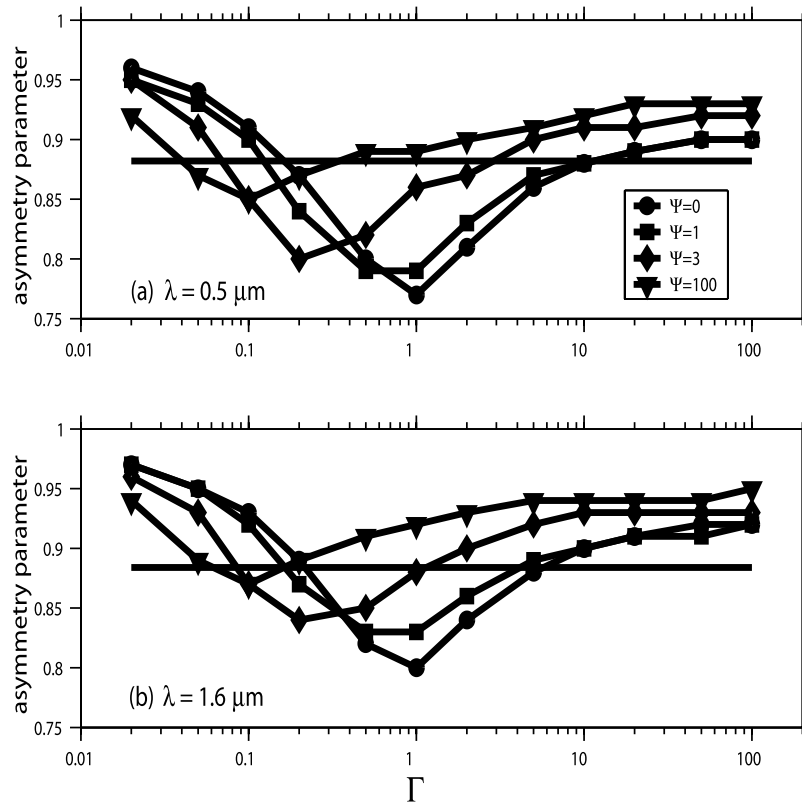 1
0.95
0.9
0.85
0.8
0.75
asymmetry parameter
Ψ=0
Ψ=1
Ψ=3
Ψ=100
(a) λ = 0.5 μm
0.01
0.1
1
10
100
1
0.95
0.9
0.85
0.8
0.75
asymmetry parameter
(b) λ = 1.6 μm
0.01
0.1
1
10
100
Γ